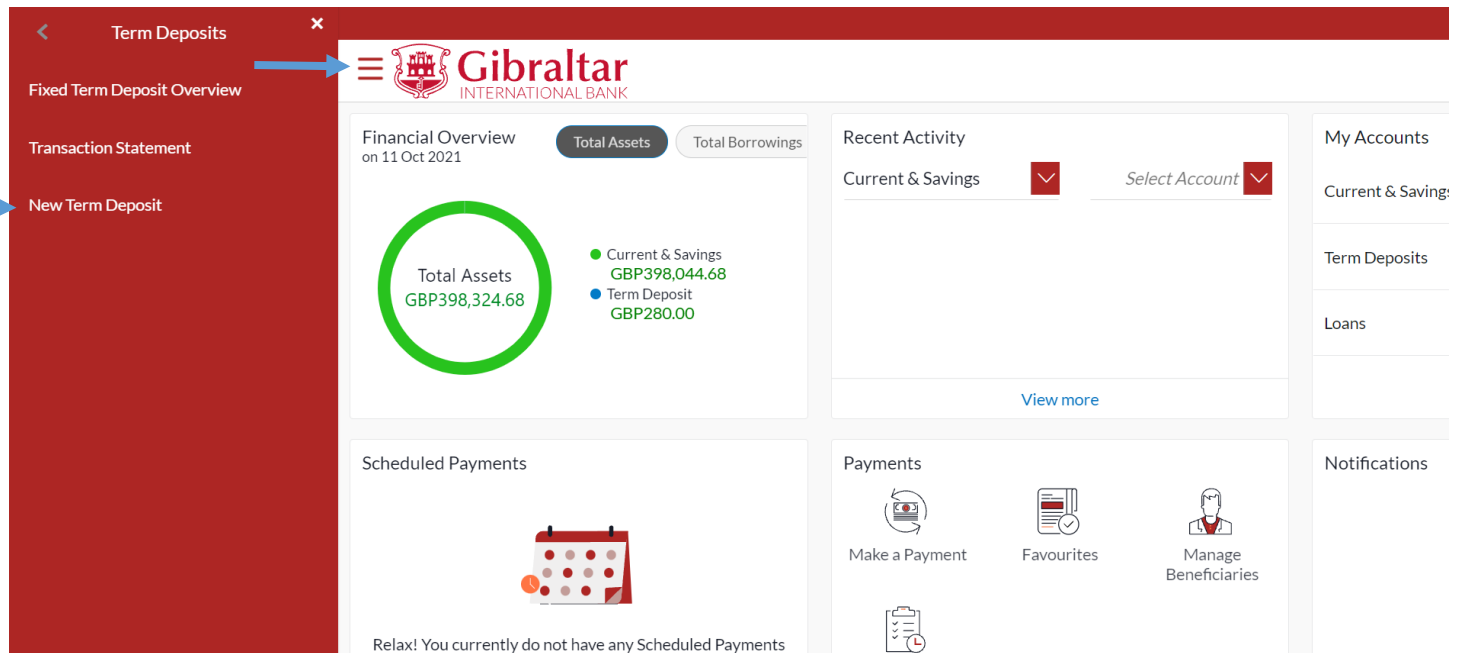 Term Deposits
Fixed Term Deposit Overview
Transaction Statement
New Term Deposit
Gibraltar
INTERNATIONAL BANK
Financial Overview
on 11 Oct 2021
Total Assets
Total Borrowings
Total Assets
GBP398,324.68
Current & Savings
GBP398,044.68
Term Deposit
GBP280.00
Recent Activity
Current & Savings
Select Account
View more
My Accounts
Current & Savings
Term Deposits
Loans
Scheduled Payments
Relax! You currently do not have any Scheduled Payments
Payments
Make a Payment
Favourites
Manage
Beneficiaries
Notifications